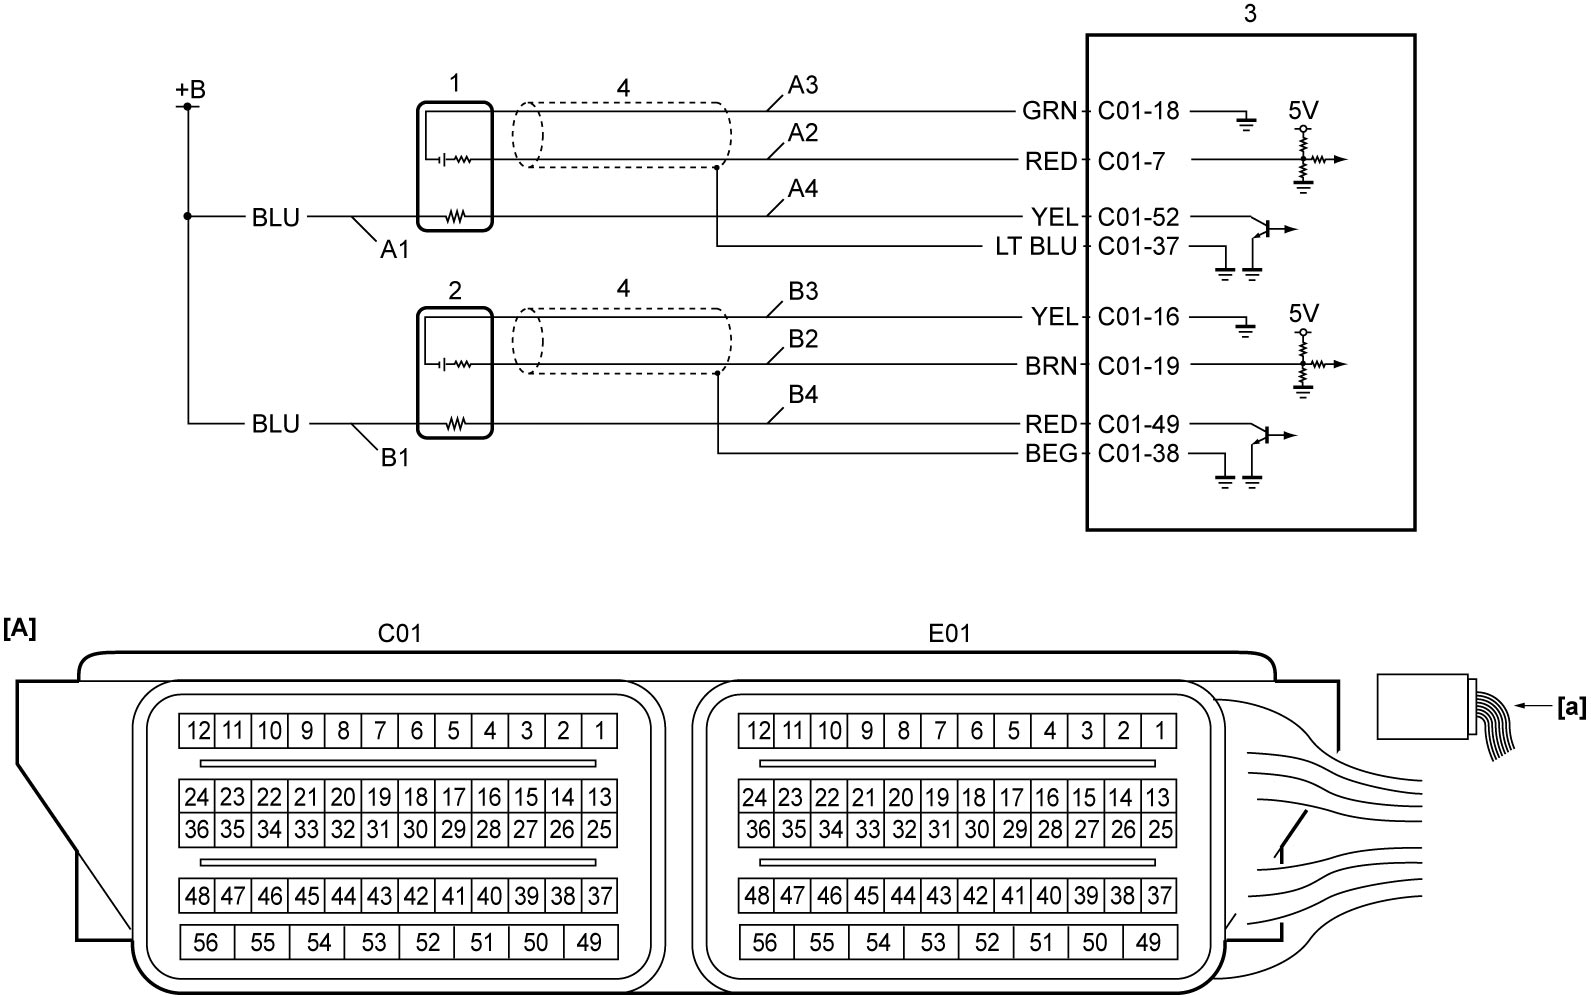 3
+B
1
4
A3
GRN C01-18
5V
A2
RED C01-7
A4
BLU
YEL C01-52
A1
LT BLU C01-37
2
4
B3
YEL C01-16
5V
B2
BRN C01-19
B4
BLU
RED C01-49
B1
BEG C01-38
[A]
C01
E01
[a]
12 11 10 9 8 7 6 5 4 3 2 1
24 23 22 21 20 19 18 17 16 15 14 13
36 35 34 33 32 31 30 29 28 27 26 25
48 47 46 45 44 43 42 41 40 39 38 37
56 55 54 53 52 51 50 49
12 11 10 9 8 7 6 5 4 3 2 1
24 23 22 21 20 19 18 17 16 15 14 13
36 35 34 33 32 31 30 29 28 27 26 25
48 47 46 45 44 43 42 41 40 39 38 37
56 55 54 53 52 51 50 49